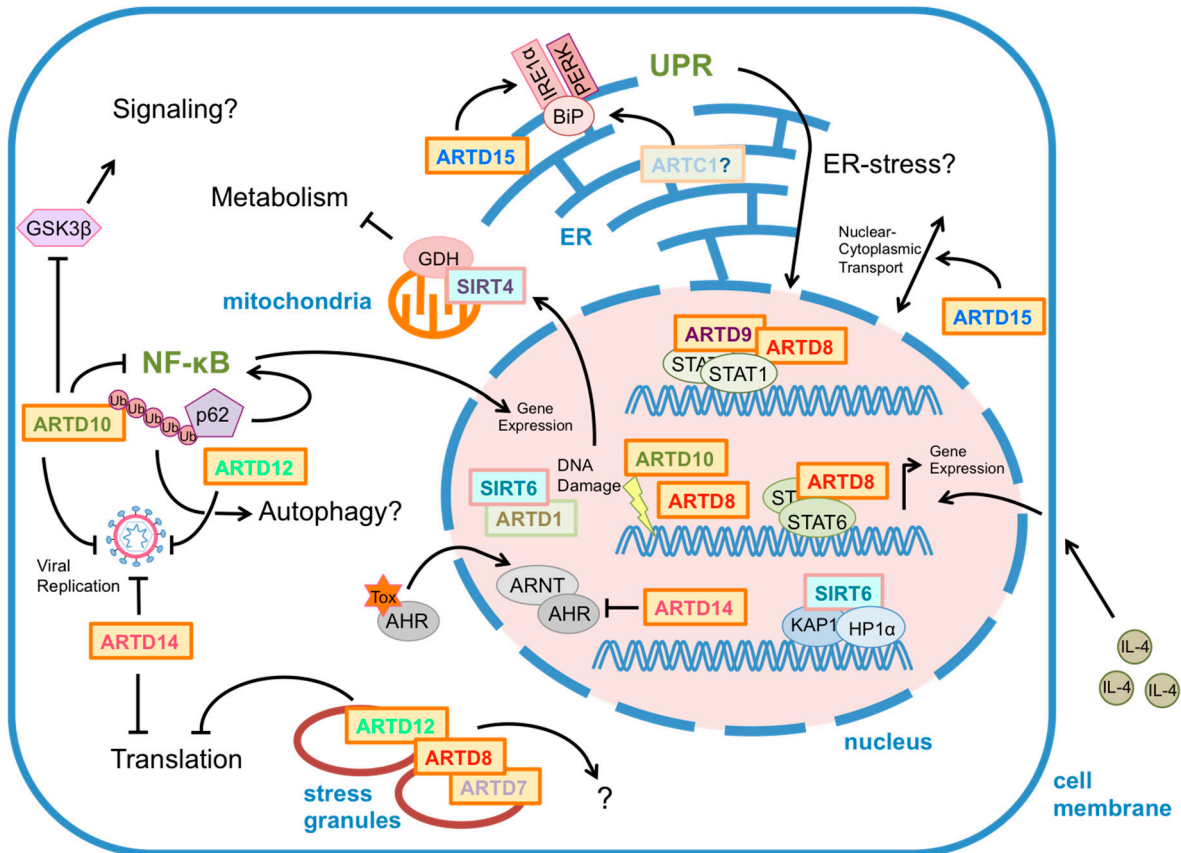 UPR
IRE1α
PERK
BiP
Signaling?
ARTD15
ARTC1?
ER-stress?
Metabolism
GSK3β
ER
Nuclear-
Cytoplasmic
Transport
GDH
SIRT4
mitochondria
ARTD15
NF-κB
ARTD9
ARTD8
STAT
STAT1
Ub
Ub
Ub
Ub
Ub
p62
ARTD10
Gene
Expression
ARTD12
DNA
Damage
ARTD10
ARTD8
ARTD8
ST
STAT6
Gene
Expression
SIRT6
ARTD1
Autophagy?
Viral
Replication
Tox
AHR
ARNT
AHR
ARTD14
SIRT6
KAP1
HP1α
ARTD14
IL-4
IL-4
IL-4
Translation
ARTD12
ARTD8
ARTD7
?
stress
granules
nucleus
cell
membrane